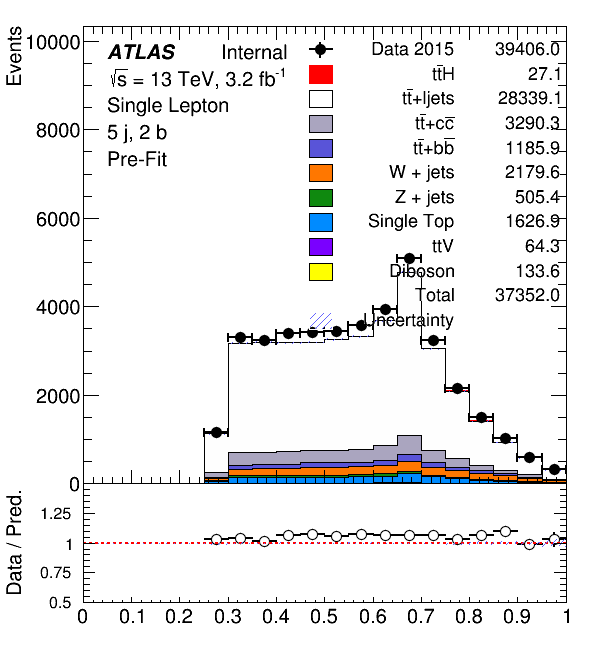 Events
10000
8000
6000
4000
2000
0
ATLAS Internal
√s = 13 TeV, 3.2 fb-1
Single Lepton
5 j, 2 b
Pre-Fit
Data 2015 39406.0
tt̄H 27.1
tt̄+ljets 28339.1
tt̄+cc̄ 3290.3
tt̄+bb̄ 1185.9
W + jets 2179.6
Z + jets 505.4
Single Top 1626.9
ttV 64.3
Diboson 133.6
Total 37352.0
ncertainty
Data / Pred.
1.25
1
0.75
0.5
0 0.1 0.2 0.3 0.4 0.5 0.6 0.7 0.8 0.9 1